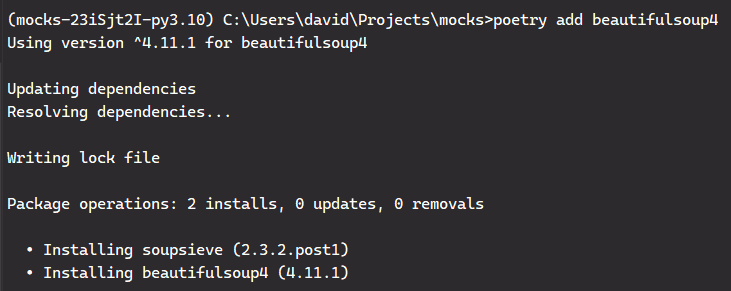 (mocks-23iSjt2I-py3.10) C:\Users\david\Projects\mocks>poetry add beautifulsoup4
Using version ^4.11.1 for beautifulsoup4
Updating dependencies
Resolving dependencies...
Writing lock file
Package operations: 2 installs, 0 updates, 0 removals
• Installing soupsieve (2.3.2.post1)
• Installing beautifulsoup4 (4.11.1)